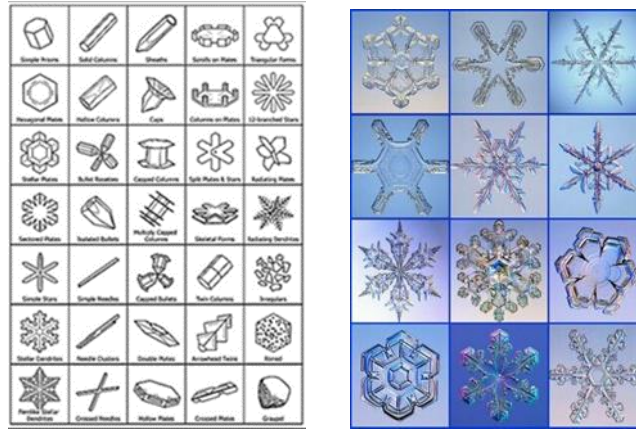 Simple Prisms
Solid Columns
Sheaths
Scrolls on Plates
Triangular Forms
Hexagonal Plates
Hollow Columns
Cups
Columns on Plates
12-branched Stars
Stellar Plates
Bullet Rosettes
Capped Columns
Split Plates & Stars
Radiating Plates
Sectored Plates
Isolated Bullets
Multiply Capped
Columns
Skeletal Forms
Radiating Dendrites
Simple Stars
Simple Needles
Capped Bullets
Twin Columns
Irregulars
Stellar Dendrites
Needle Clusters
Double Plates
Arrowhead Twins
Rimed
Fernlike Stellar
Dendrites
Crossed Needles
Hollow Plates
Crossed Plates
Graupel